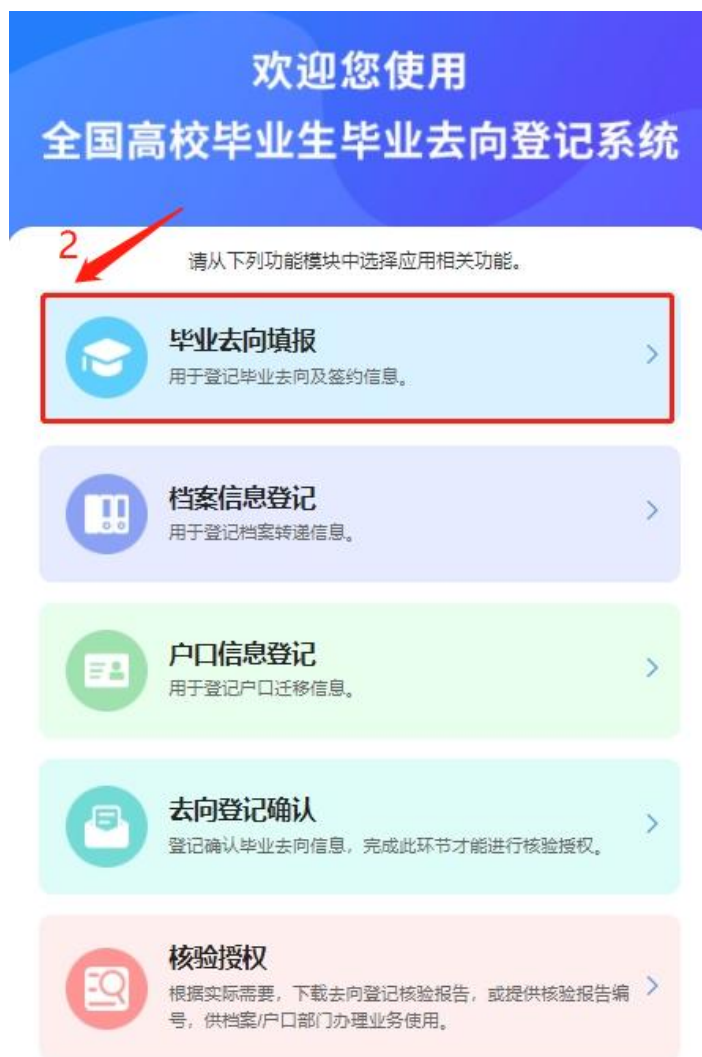 欢迎您使用
全国高校毕业生毕业去向登记系统
2
请从下列功能模块中选择应用相关功能。
毕业去向填报
用于登记毕业去向及签约信息。
档案信息登记
用于登记档案转递信息。
户口信息登记
用于登记户口迁移信息。
去向登记确认
登记确认毕业去向信息，完成此环节才能进行核验授权。
核验授权
根据实际需要，下载去向登记核验报告，或提供核验报告编
号，供档案/户口部门办理业务使用。